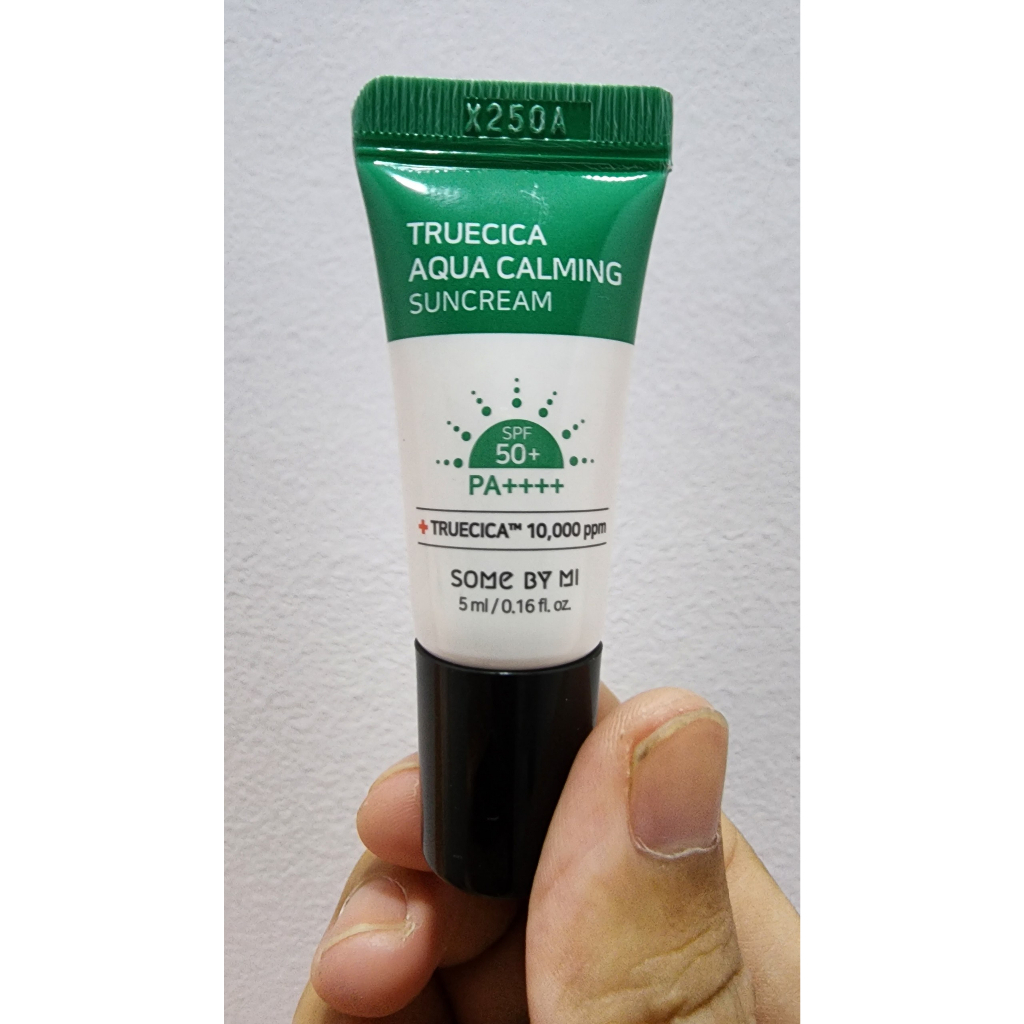 X250A
TRUECICA
AQUA CALMING
SUNCREAM
SPF
50+
PA++++
+ TRUECICA™ 10,000 ppm
SOME BY MI
5 ml / 0.16 fl. oz.